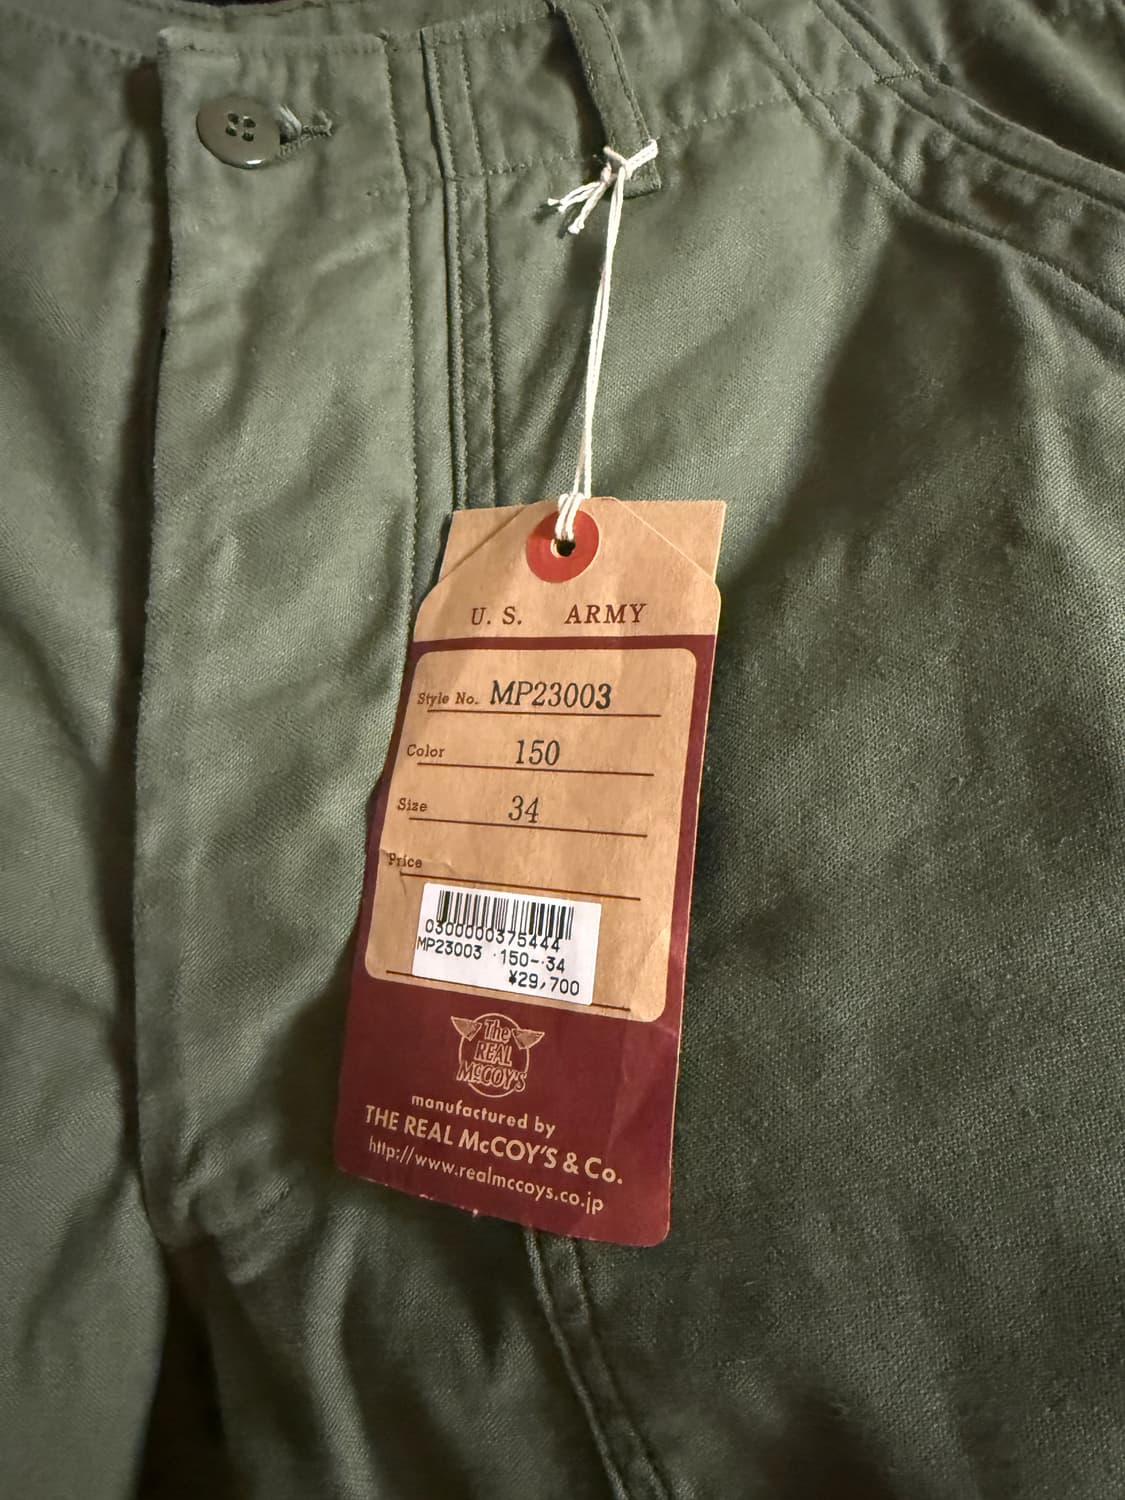 U. S. ARMY
Style No. MP23003
Color 150
Size 34
Price
0300000375444
MP23003 ·150-·34
¥29,700
The
REAL
McCOY'S
manufactured by
THE REAL McCOY'S & Co.
http://www.realmccoys.co.jp